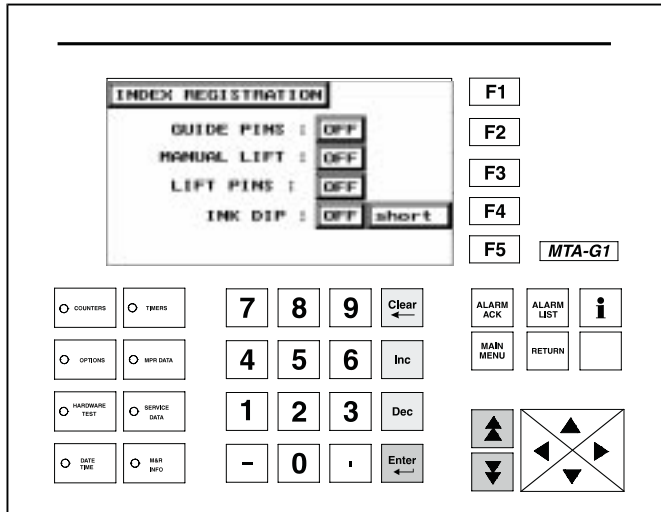 INDEX REGISTRATION
GUIDE PINS : OFF
MANUAL LIFT : OFF
LIFT PINS : OFF
INK DIP : OFF short
F1
F2
F3
F4
F5
MTA-G1
COUNTERS
TIMERS
OPTIONS
MPR DATA
HARDWARE
TEST
SERVICE
DATA
DATE
TIME
M&R
INFO
7 8 9 Clear
4 5 6 Inc
1 2 3 Dec
- 0 . Enter
ALARM
ACK
ALARM
LIST
i
MAIN
MENU
RETURN